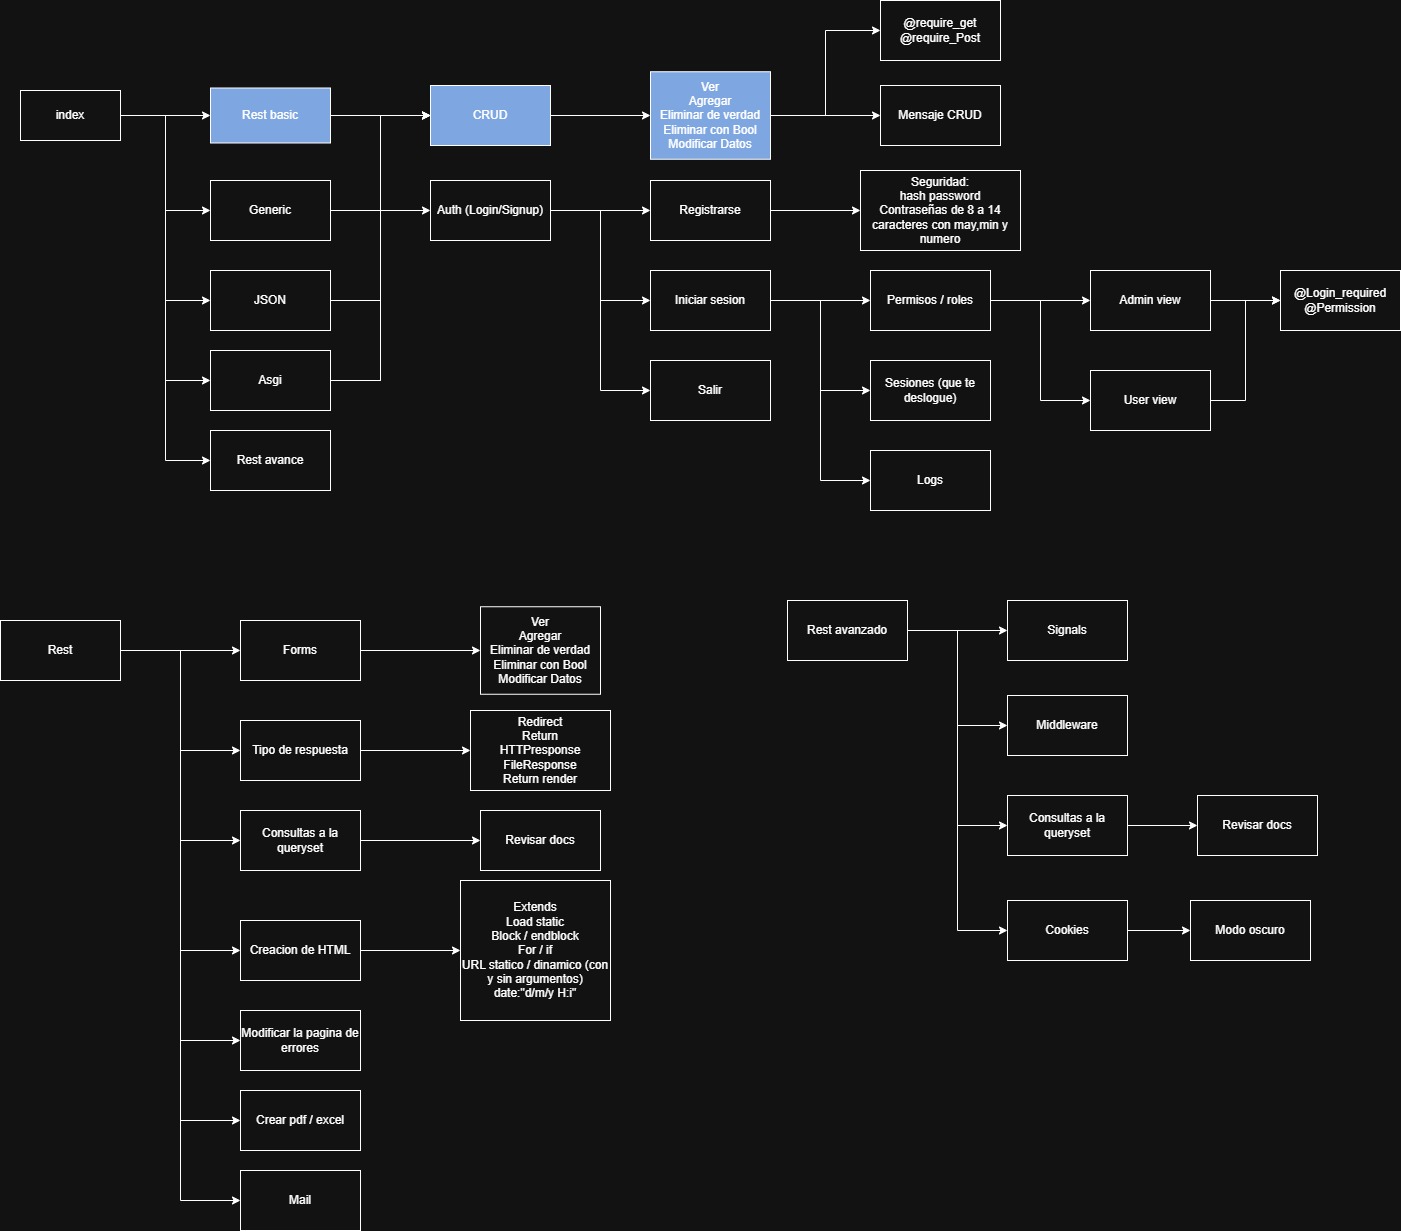 @require_get
@require_Post
index
Rest basic
CRUD
Ver
Agregar
Eliminar de verdad
Eliminar con Bool
Modificar Datos
Mensaje CRUD
Generic
Auth (Login/Signup)
Registrarse
Seguridad:
hash password
Contraseñas de 8 a 14
caracteres con may,min y
numero
JSON
Iniciar sesion
Permisos / roles
Admin view
@Login_required
@Permission
Asgi
Salir
Sesiones (que te
deslogue)
User view
Rest avance
Logs
Rest
Forms
Ver
Agregar
Eliminar de verdad
Eliminar con Bool
Modificar Datos
Tipo de respuesta
Redirect
Return
HTTPresponse
FileResponse
Return render
Consultas a la
queryset
Revisar docs
Creacion de HTML
Extends
Load static
Block / endblock
For / if
URL statico / dinamico (con
y sin argumentos)
date:"d/m/y H:i"
Modificar la pagina de
errores
Crear pdf / excel
Mail
Rest avanzado
Signals
Middleware
Consultas a la
queryset
Revisar docs
Cookies
Modo oscuro